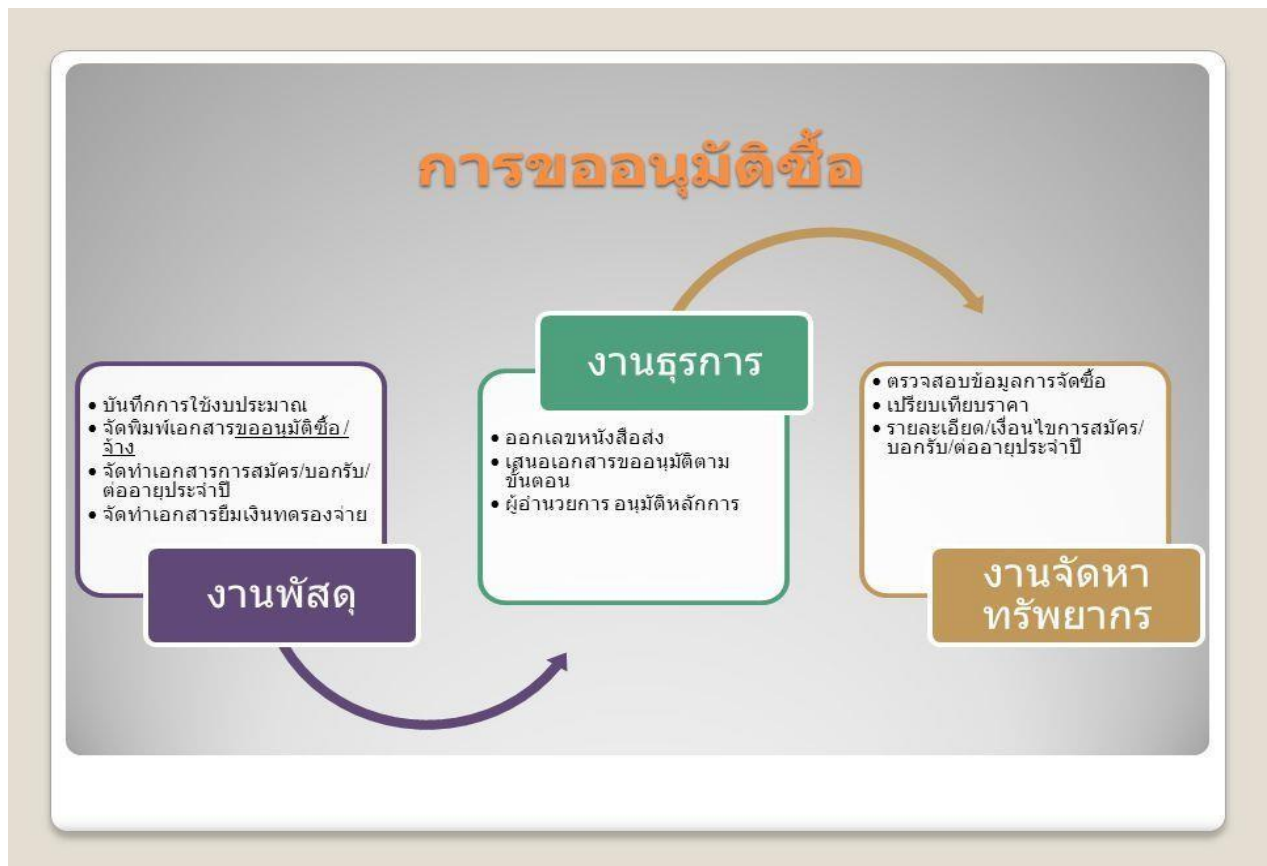 การขออนุมัติซื้อ
• บันทึกการใช้งบประมาณ
• จัดพิมพ์เอกสารขออนุมัติซื้อ/
จ้าง
• จัดทำเอกสารการสมัคร/บอกรับ/
ต่ออายุประจำปี
• จัดทำเอกสารยืมเงินทดรองจ่าย
งานพัสดุ
งานธุรการ
• ออกเลขหนังสือส่ง
• เสนอเอกสารขออนุมัติตาม
ขั้นตอน
• ผู้อำนวยการ อนุมัติหลักการ
• ตรวจสอบข้อมูลการจัดซื้อ
• เปรียบเทียบราคา
• รายละเอียด/เงื่อนไขการสมัคร/
บอกรับ/ต่ออายุประจำปี
งานจัดหา
ทรัพยากร